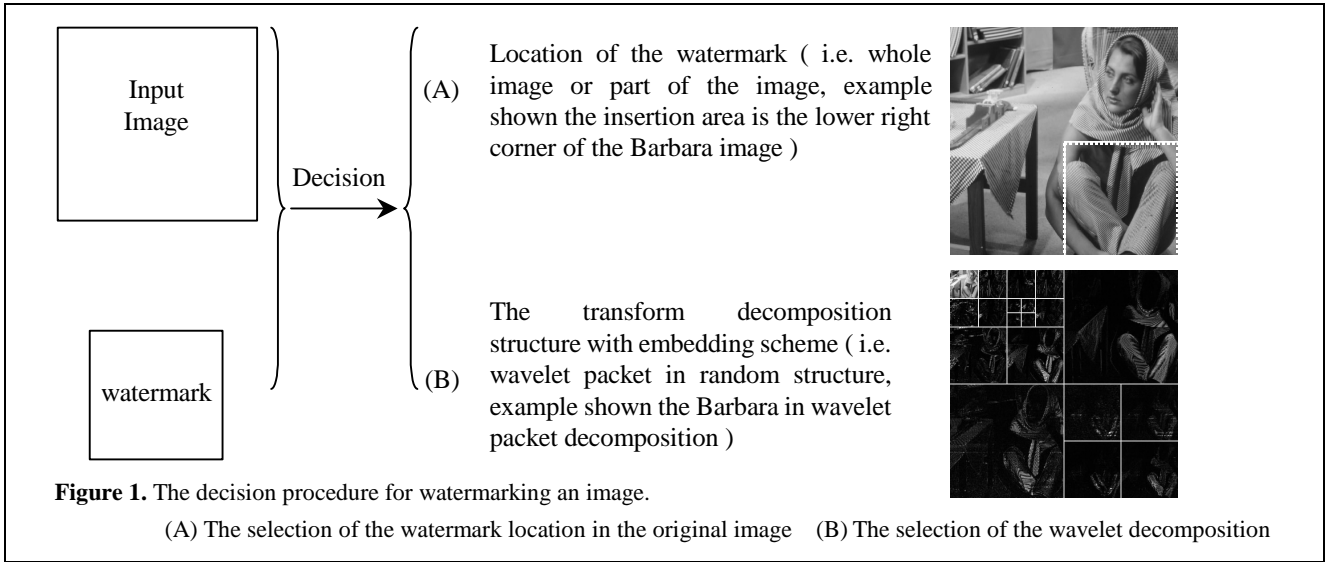 Input
Image
Decision
watermark
(A)
Location of the watermark ( i.e. whole
image or part of the image, example
shown the insertion area is the lower right
corner of the Barbara image )
(B)
The transform decomposition
structure with embedding scheme ( i.e.
wavelet packet in random structure,
example shown the Barbara in wavelet
packet decomposition )
Figure 1. The decision procedure for watermarking an image.
(A) The selection of the watermark location in the original image (B) The selection of the wavelet decomposition